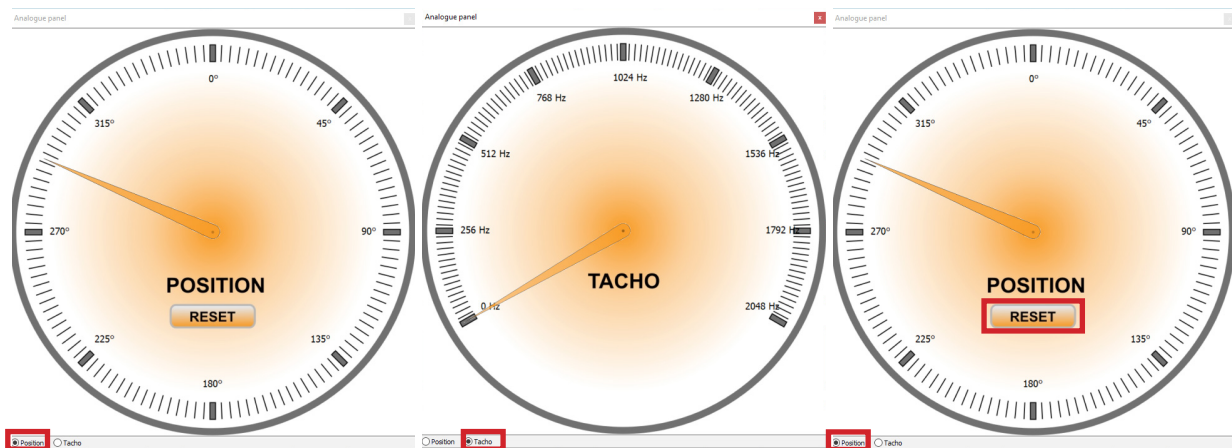 Analogue panel
0°
315°
45°
270°
90°
POSITION
RESET
225°
135°
180°
Position
Tacho
Analogue panel
x
1024 Hz
768 Hz
1280 Hz
512 Hz
1536 Hz
256 Hz
1792 Hz
TACHO
0 Hz
2048 Hz
Position
Tacho
Analogue panel
0°
315°
45°
270°
90°
POSITION
RESET
225°
135°
180°
Position
Tacho